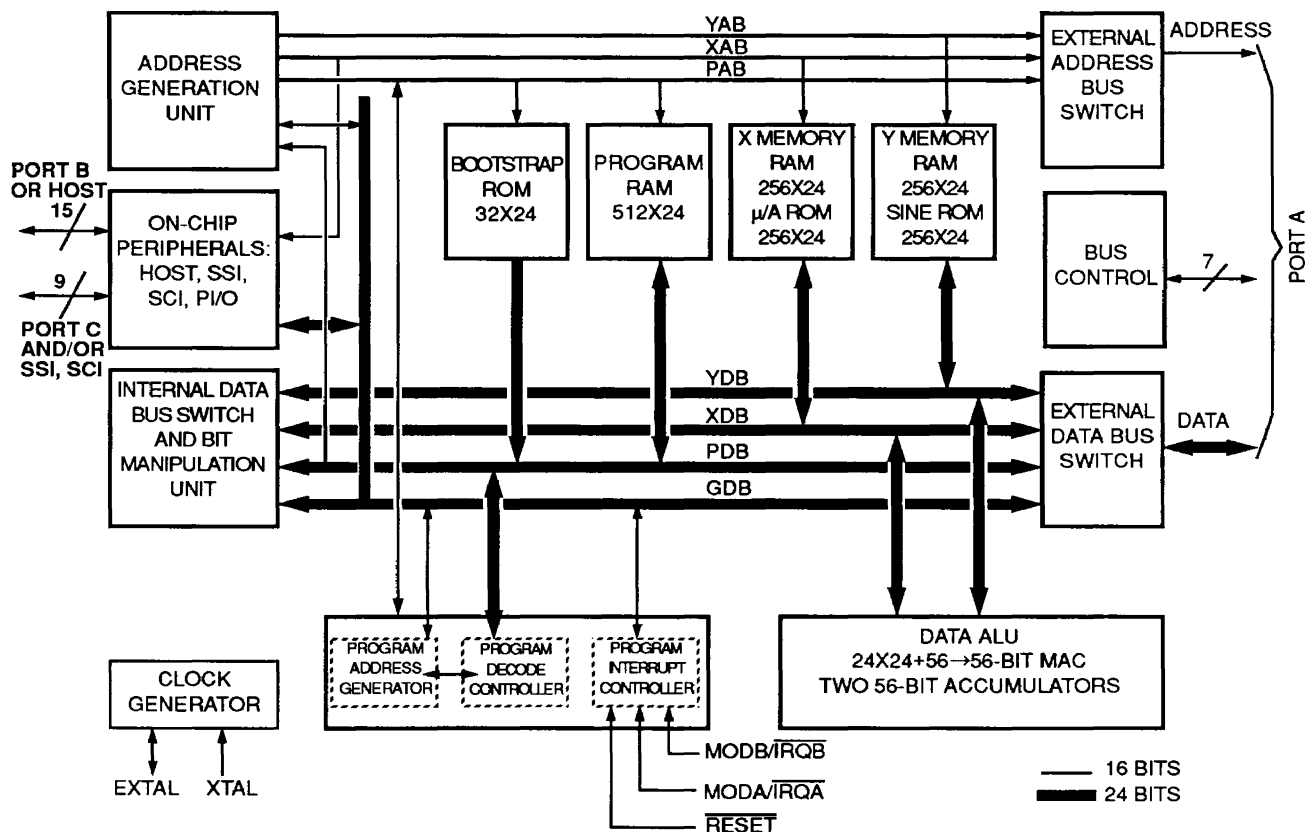 ADDRESS
GENERATION
UNIT
YAB
XAB
PAB
EXTERNAL
ADDRESS
BUS
SWITCH
ADDRESS
PORT B
OR HOST
15
9
PORT C
AND/OR
SSI, SCI
ON-CHIP
PERIPHERALS:
HOST, SSI,
SCI, PI/O
BOOTSTRAP
ROM
32X24
PROGRAM
RAM
512X24
X MEMORY
RAM
256X24
μ/A ROM
256X24
Y MEMORY
RAM
256X24
SINE ROM
256X24
BUS
CONTROL
7
PORT A
INTERNAL DATA
BUS SWITCH
AND BIT
MANIPULATION
UNIT
YDB
XDB
PDB
GDB
EXTERNAL
DATA BUS
SWITCH
DATA
PROGRAM
ADDRESS
GENERATOR
PROGRAM
DECODE
CONTROLLER
PROGRAM
INTERRUPT
CONTROLLER
DATA ALU
24X24+56→56-BIT MAC
TWO 56-BIT ACCUMULATORS
CLOCK
GENERATOR
EXTAL
XTAL
MODB/I̅R̅Q̅B̅
MODA/I̅R̅Q̅A̅
R̅E̅S̅E̅T̅
16 BITS
24 BITS